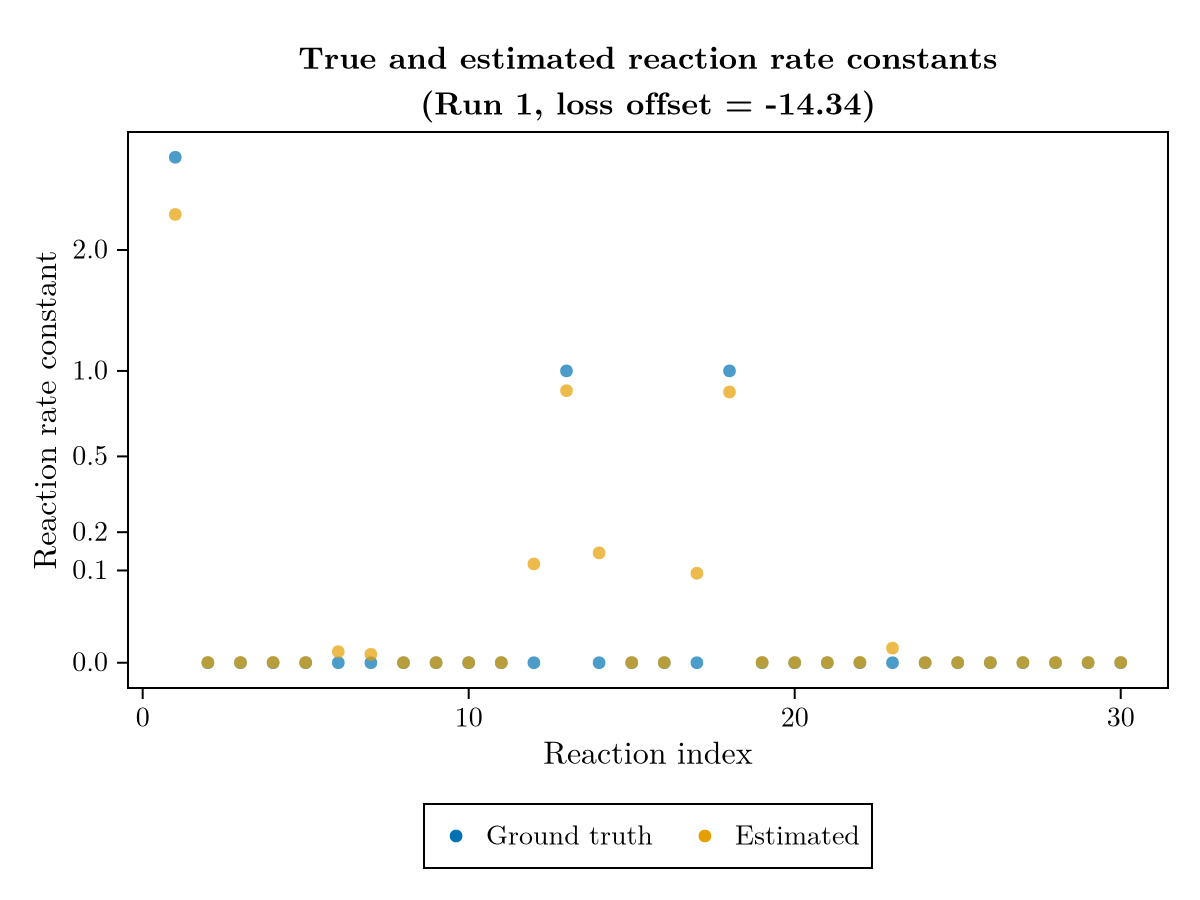 True and estimated reaction rate constants
(Run 1, loss offset = -14.34)
Reaction rate constant
2.0
1.0
0.5
0.2
0.1
0.0
0 10 20 30
Reaction index
Ground truth Estimated